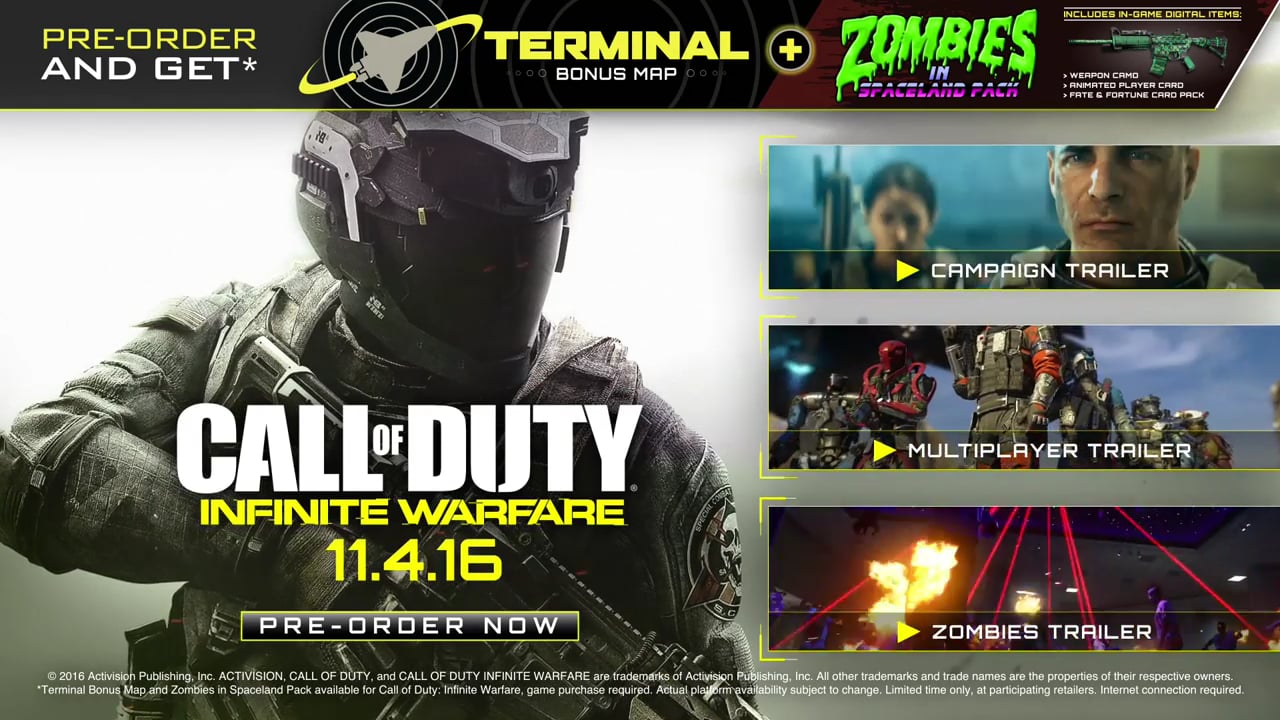 PRE-ORDER
AND GET*
TERMINAL
BONUS MAP
+
ZOMBIES
IN
SPACELAND PACK
INCLUDES IN-GAME DIGITAL ITEMS:
> WEAPON CAMO
> ANIMATED PLAYER CARD
> FATE & FORTUNE CARD PACK
CAMPAIGN TRAILER
MULTIPLAYER TRAILER
CALL OF DUTY®
INFINITE WARFARE
11.4.16
PRE-ORDER NOW
ZOMBIES TRAILER
© 2016 Activision Publishing, Inc. ACTIVISION, CALL OF DUTY, and CALL OF DUTY INFINITE WARFARE are trademarks of Activision Publishing, Inc. All other trademarks and trade names are the properties of their respective owners.
*Terminal Bonus Map and Zombies in Spaceland Pack available for Call of Duty: Infinite Warfare, game purchase required. Actual platform availability subject to change. Limited time only, at participating retailers. Internet connection required.